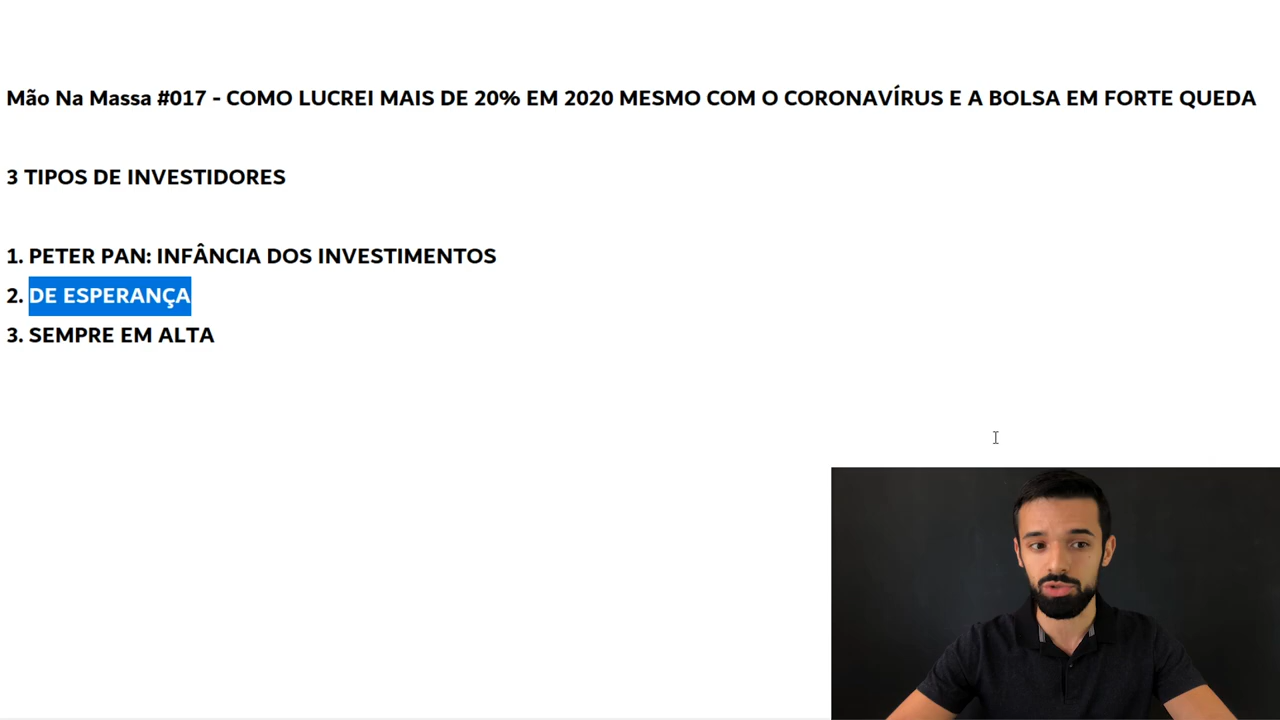 Mão Na Massa #017 - COMO LUCREI MAIS DE 20% EM 2020 MESMO COM O CORONAVÍRUS E A BOLSA EM FORTE QUEDA
3 TIPOS DE INVESTIDORES
1. PETER PAN: INFÂNCIA DOS INVESTIMENTOS
2. DE ESPERANÇA
3. SEMPRE EM ALTA